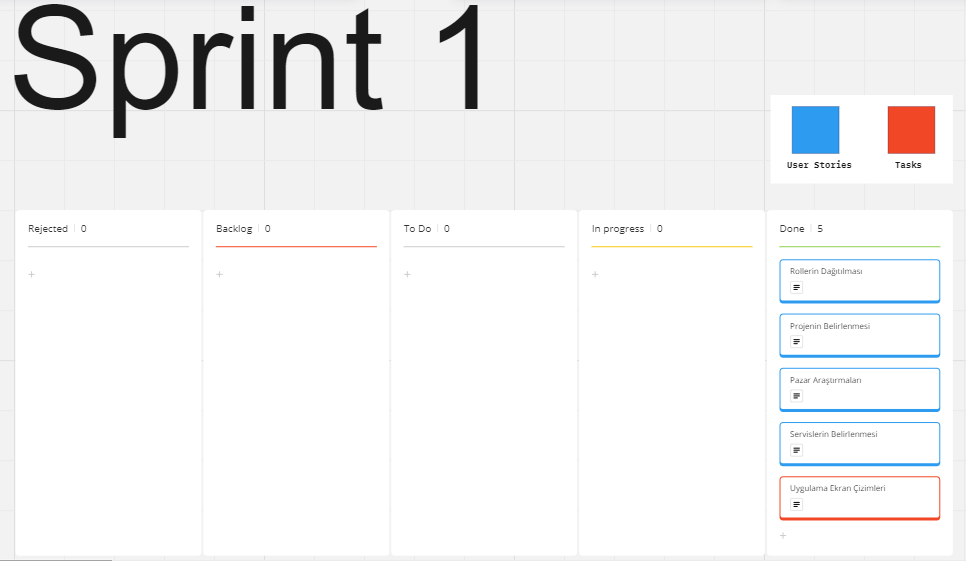 Sprint 1
User Stories
Tasks
Rejected 0
Backlog 0
To Do 0
In progress 0
Done 5
Rollerin Dağıtılması
Projenin Belirlenmesi
Pazar Araştırmaları
Servislerin Belirlenmesi
Uygulama Ekran Çizimleri